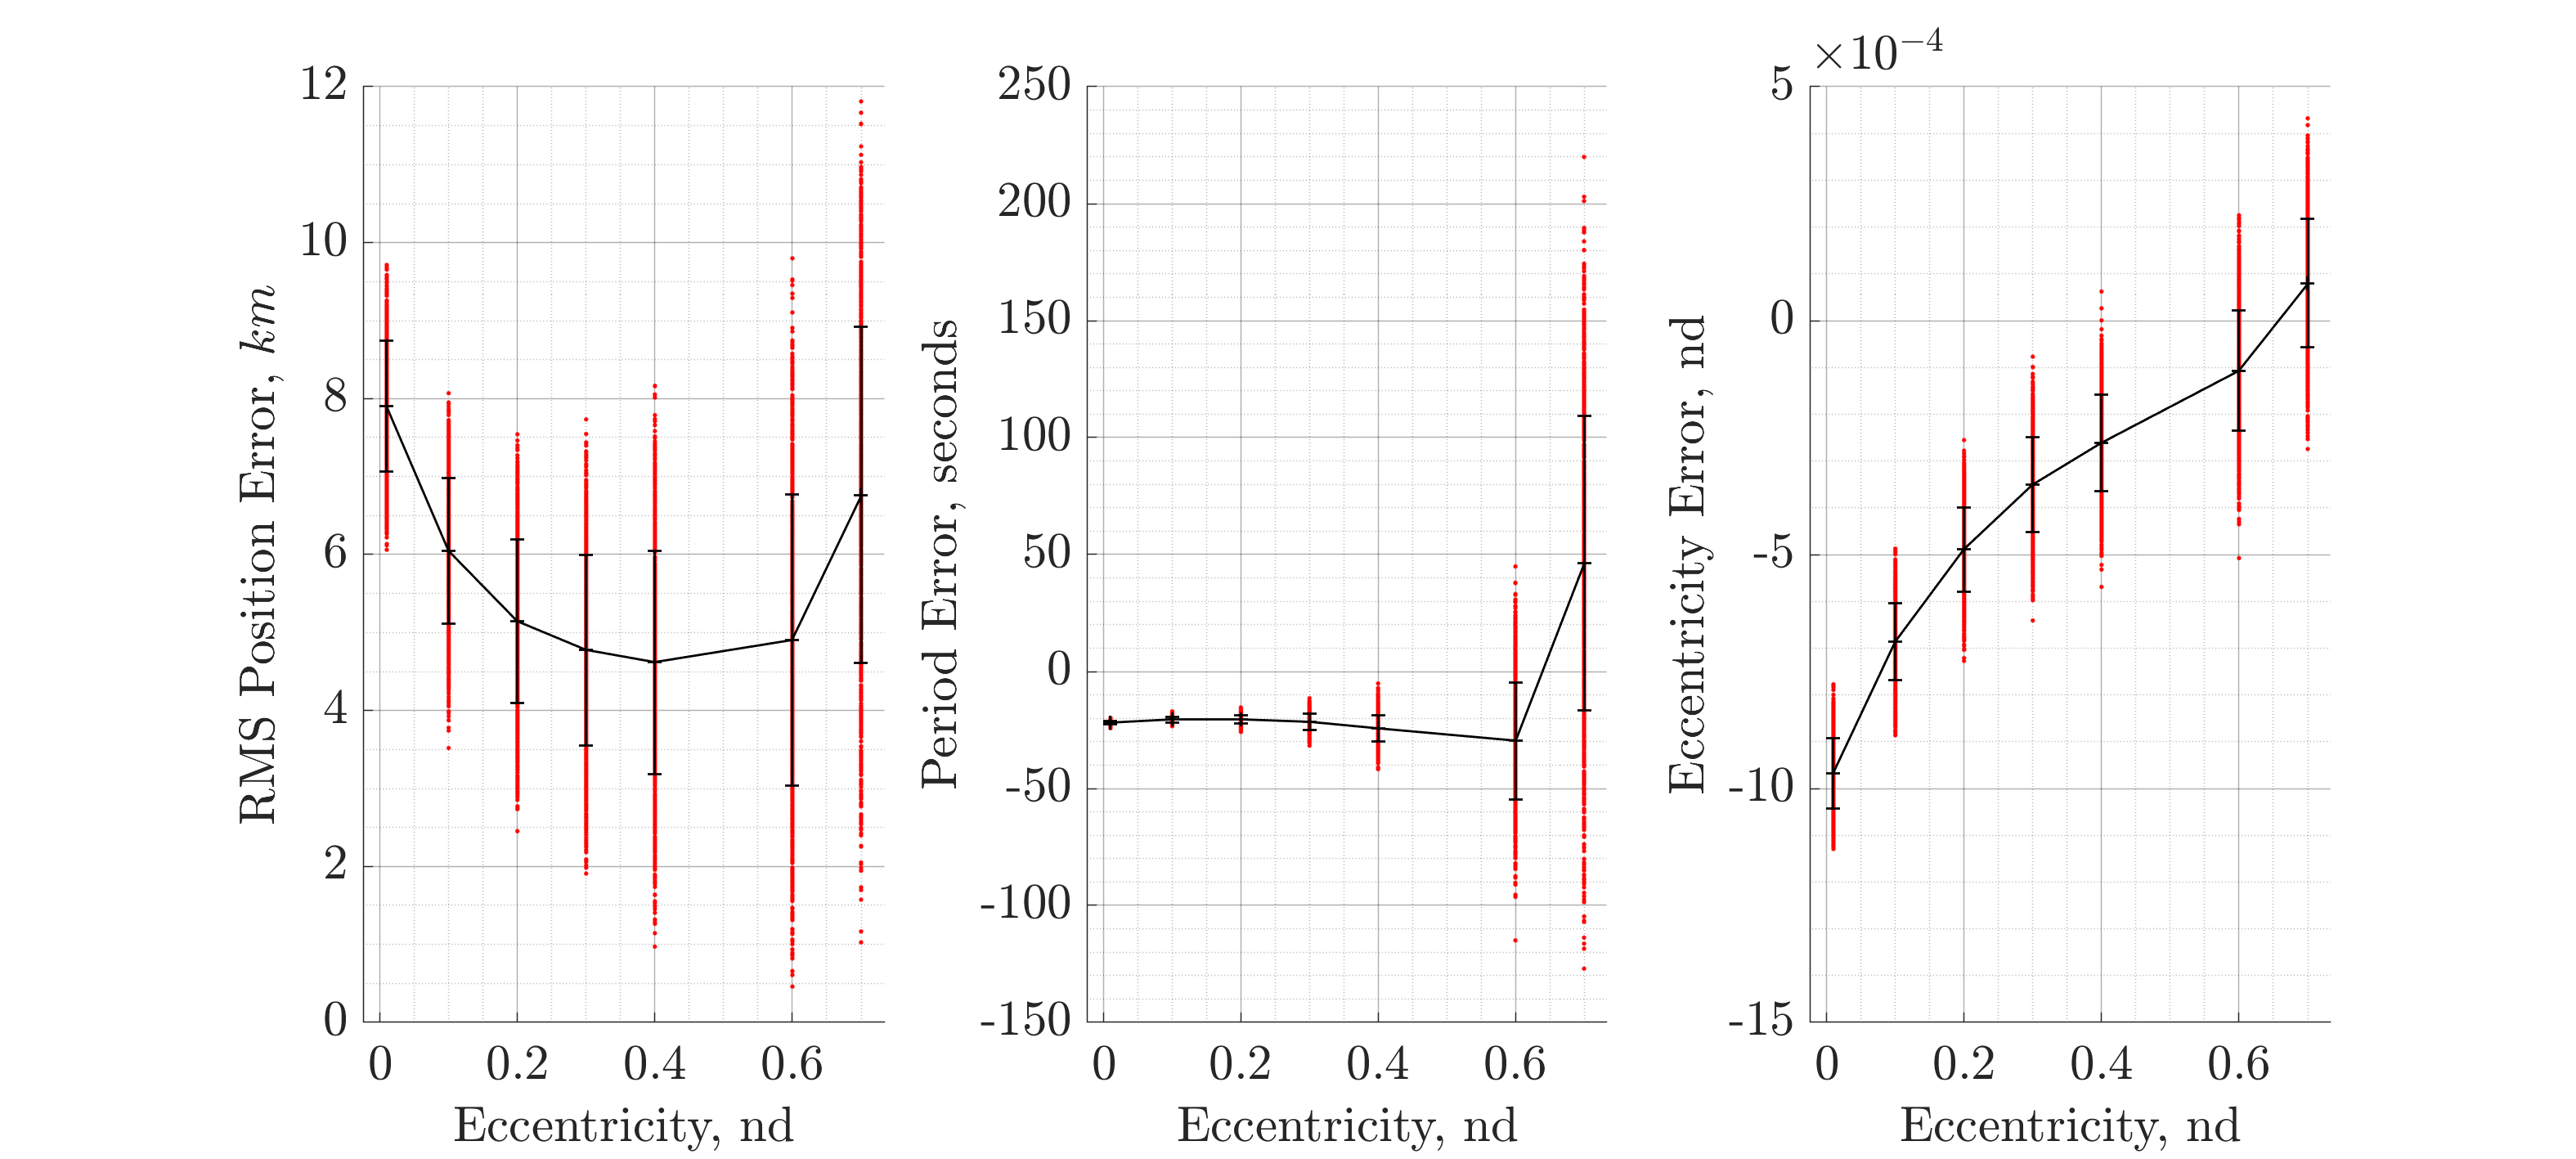 12
10
8
6
4
2
0
RMS Position Error, km
0 0.2 0.4 0.6
Eccentricity, nd
250
200
150
100
50
0
-50
-100
-150
Period Error, seconds
0 0.2 0.4 0.6
Eccentricity, nd
×10⁻⁴
5
0
-5
-10
-15
Eccentricity Error, nd
0 0.2 0.4 0.6
Eccentricity, nd